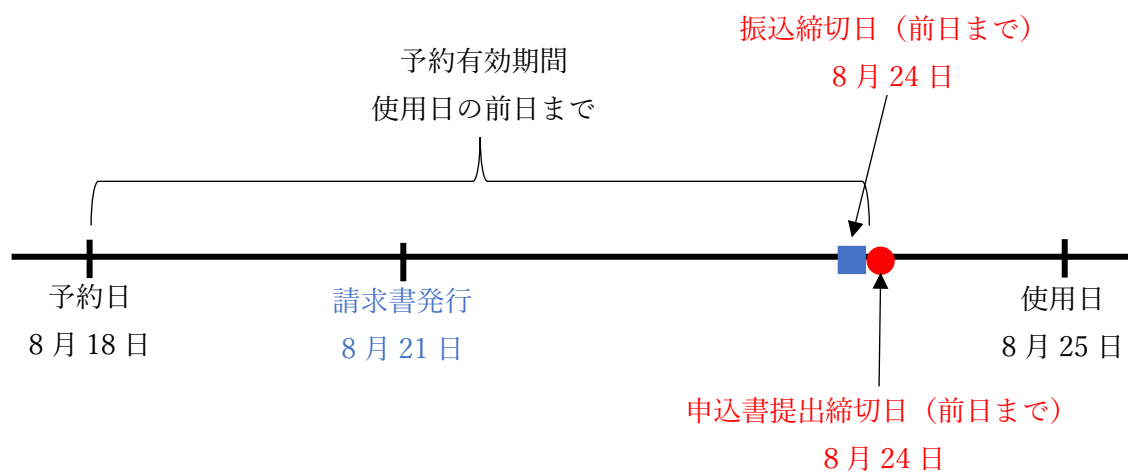 振込締切日（前日まで）
8 月 24 日
予約有効期間
使用日の前日まで
予約日
8 月 18 日
請求書発行
8 月 21 日
使用日
8 月 25 日
申込書提出締切日（前日まで）
8 月 24 日